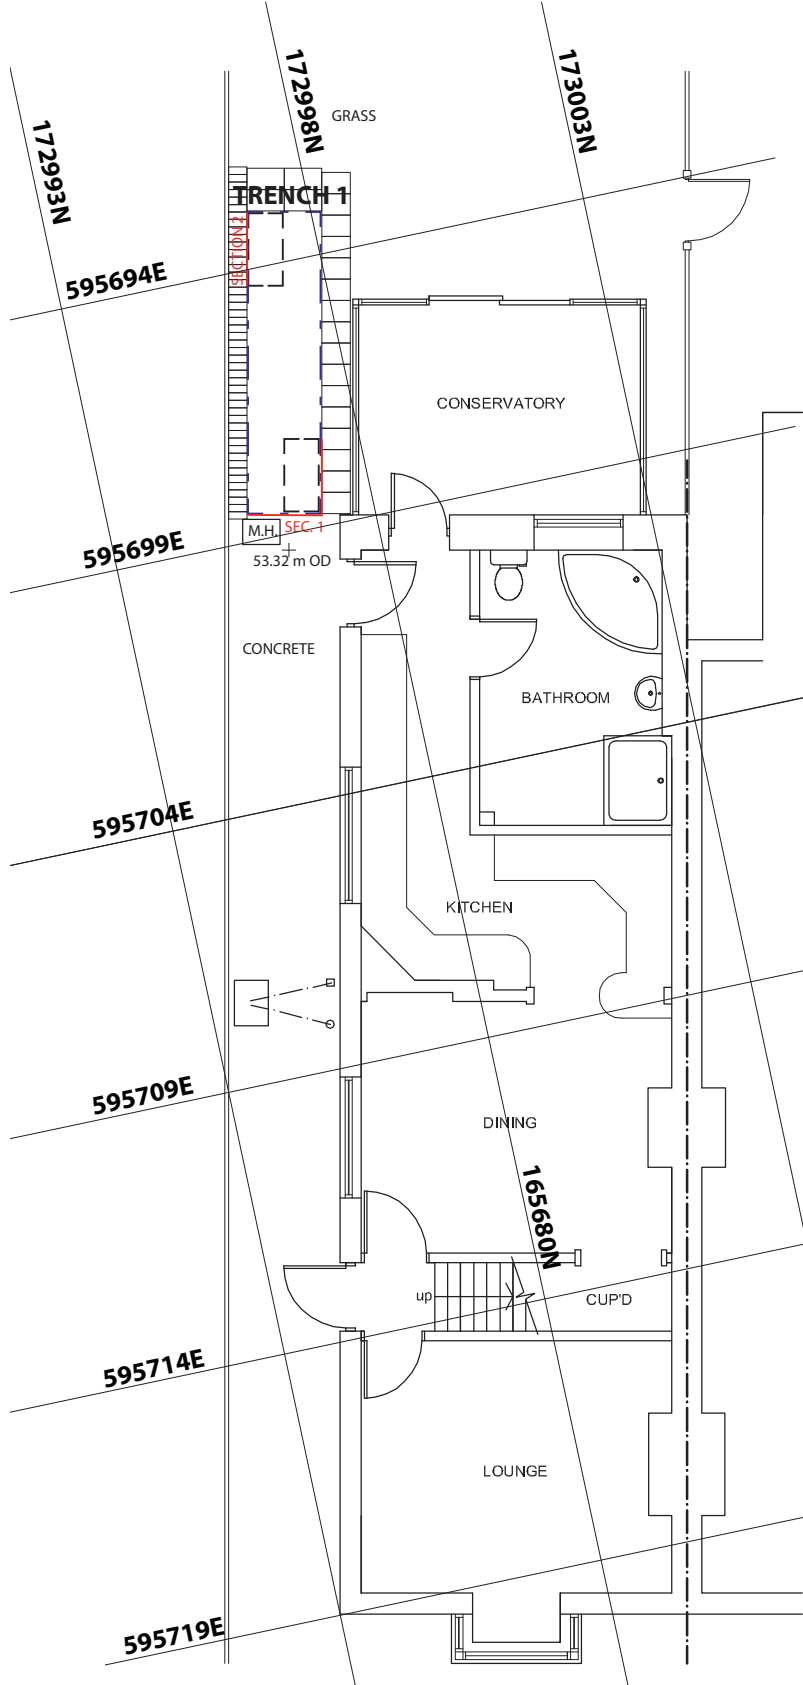 172998N
173003N
GRASS
172993N
TRENCH 1
SECTION 2
595694E
CONSERVATORY
M.H.
SEC. 1
595699E
53.32 m OD
CONCRETE
BATHROOM
595704E
KITCHEN
595709E
DINING
165680N
up
CUP'D
595714E
LOUNGE
595719E